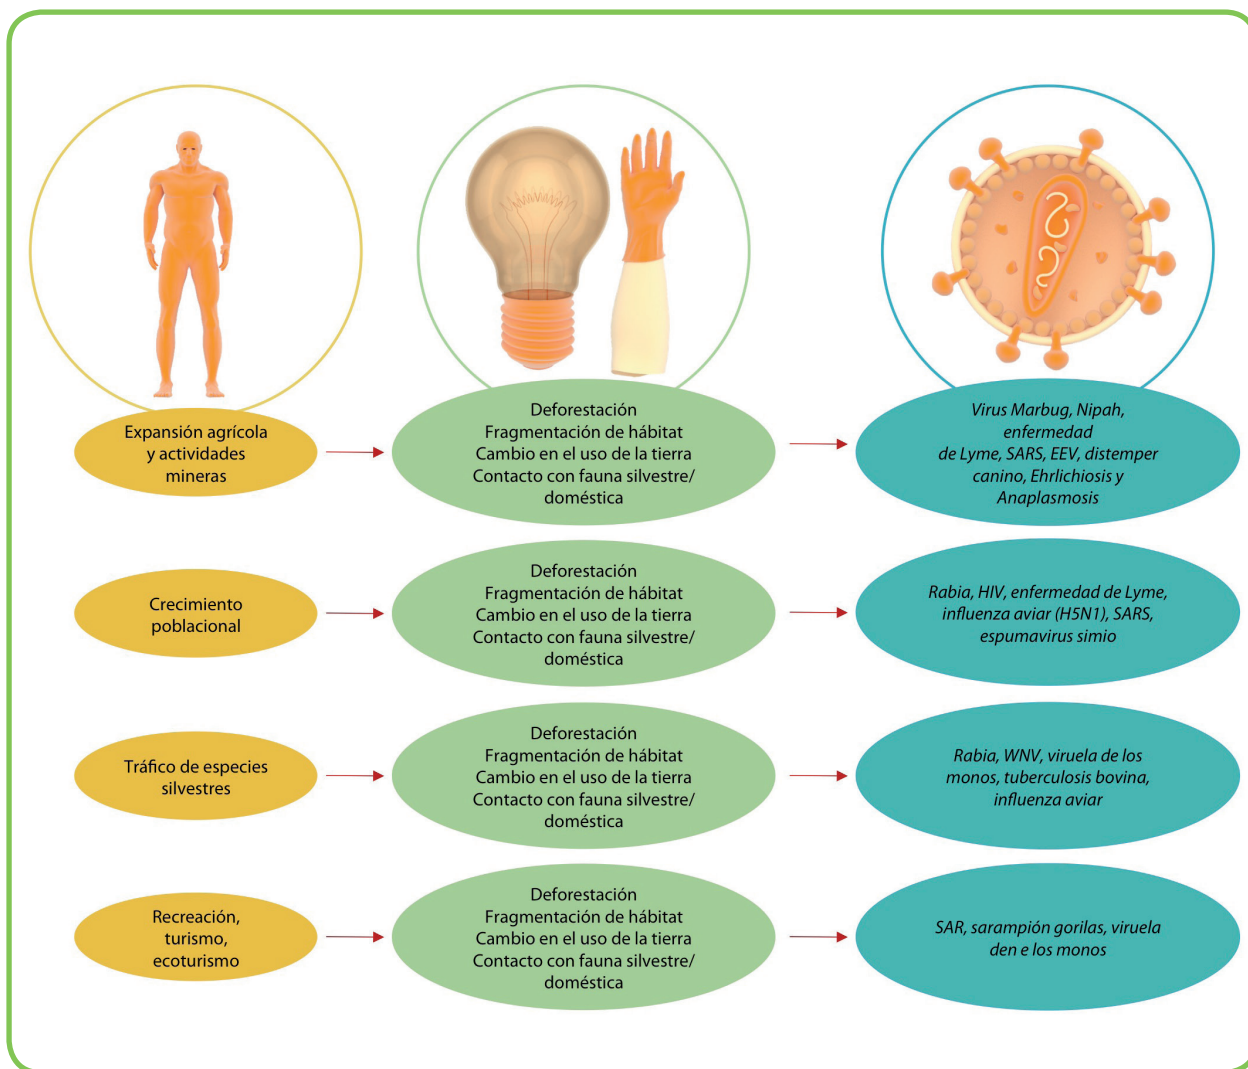 Expansión agrícola
y actividades
mineras
Deforestación
Fragmentación de hábitat
Cambio en el uso de la tierra
Contacto con fauna silvestre/
doméstica
Virus Marbug, Nipah,
enfermedad
de Lyme, SARS, EEV, distemper
canino, Ehrlichiosis y
Anaplasmosis
Crecimiento
poblacional
Deforestación
Fragmentación de hábitat
Cambio en el uso de la tierra
Contacto con fauna silvestre/
doméstica
Rabia, HIV, enfermedad de Lyme,
influenza aviar (H5N1), SARS,
espumavirus simio
Tráfico de especies
silvestres
Deforestación
Fragmentación de hábitat
Cambio en el uso de la tierra
Contacto con fauna silvestre/
doméstica
Rabia, WNV, viruela de los
monos, tuberculosis bovina,
influenza aviar
Recreación,
turismo,
ecoturismo
Deforestación
Fragmentación de hábitat
Cambio en el uso de la tierra
Contacto con fauna silvestre/
doméstica
SAR, sarampión gorilas, viruela
den e los monos